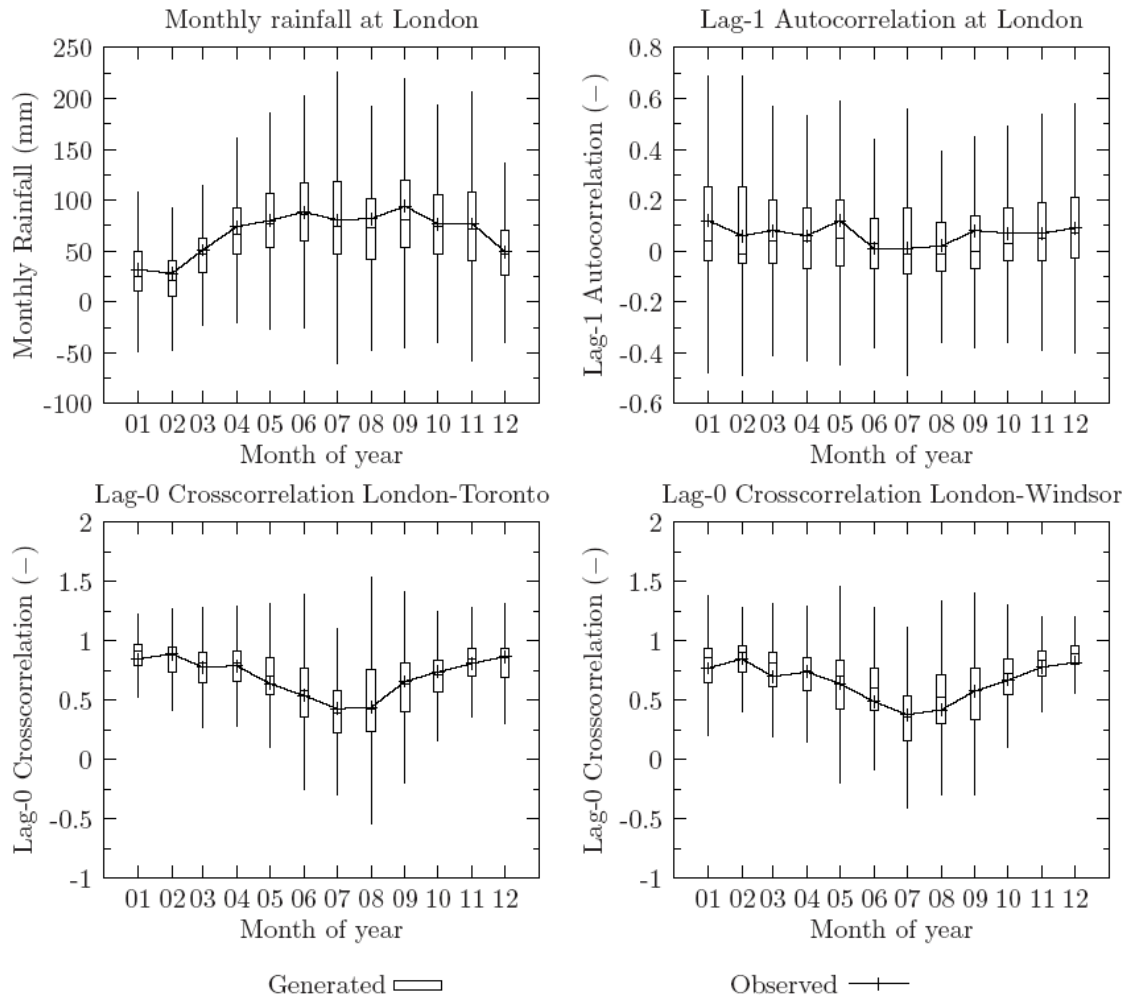 Monthly rainfall at London
Monthly Rainfall (mm)
250
200
150
100
50
0
-50
-100
01 02 03 04 05 06 07 08 09 10 11 12
Month of year
Lag-1 Autocorrelation at London
Lag-1 Autocorrelation (−)
0.8
0.6
0.4
0.2
0
-0.2
-0.4
-0.6
01 02 03 04 05 06 07 08 09 10 11 12
Month of year
Lag-0 Crosscorrelation London-Toronto
Lag-0 Crosscorrelation (−)
2
1.5
1
0.5
0
-0.5
-1
01 02 03 04 05 06 07 08 09 10 11 12
Month of year
Lag-0 Crosscorrelation London-Windsor
Lag-0 Crosscorrelation (−)
2
1.5
1
0.5
0
-0.5
-1
01 02 03 04 05 06 07 08 09 10 11 12
Month of year
Generated
Observed